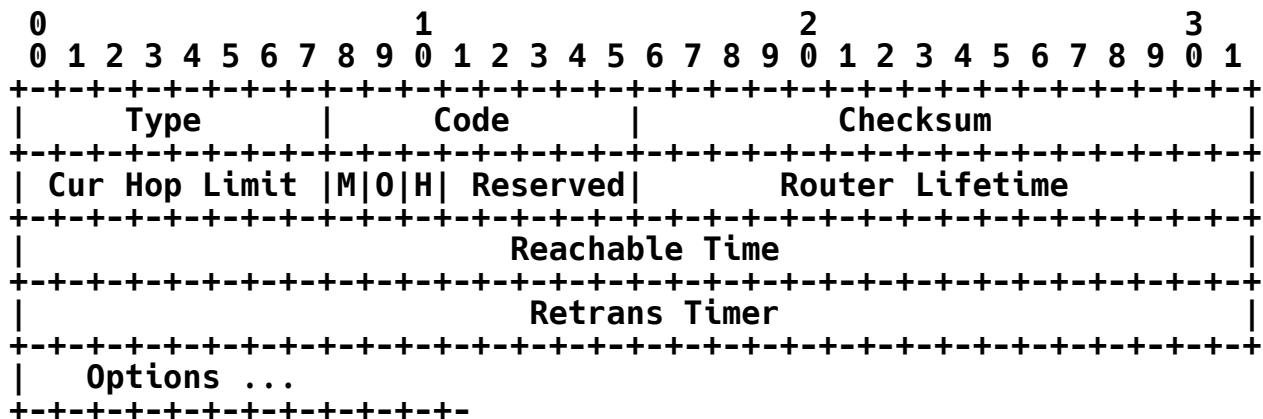 0                   1                   2                   3
 0 1 2 3 4 5 6 7 8 9 0 1 2 3 4 5 6 7 8 9 0 1 2 3 4 5 6 7 8 9 0 1
+-+-+-+-+-+-+-+-+-+-+-+-+-+-+-+-+-+-+-+-+-+-+-+-+-+-+-+-+-+-+-+-+
|     Type      |     Code      |          Checksum             |
+-+-+-+-+-+-+-+-+-+-+-+-+-+-+-+-+-+-+-+-+-+-+-+-+-+-+-+-+-+-+-+-+
| Cur Hop Limit |M|O|H| Reserved|       Router Lifetime         |
+-+-+-+-+-+-+-+-+-+-+-+-+-+-+-+-+-+-+-+-+-+-+-+-+-+-+-+-+-+-+-+-+
|                         Reachable Time                        |
+-+-+-+-+-+-+-+-+-+-+-+-+-+-+-+-+-+-+-+-+-+-+-+-+-+-+-+-+-+-+-+-+
|                          Retrans Timer                        |
+-+-+-+-+-+-+-+-+-+-+-+-+-+-+-+-+-+-+-+-+-+-+-+-+-+-+-+-+-+-+-+-+
|   Options ...
+-+-+-+-+-+-+-+-+-+-+-+-